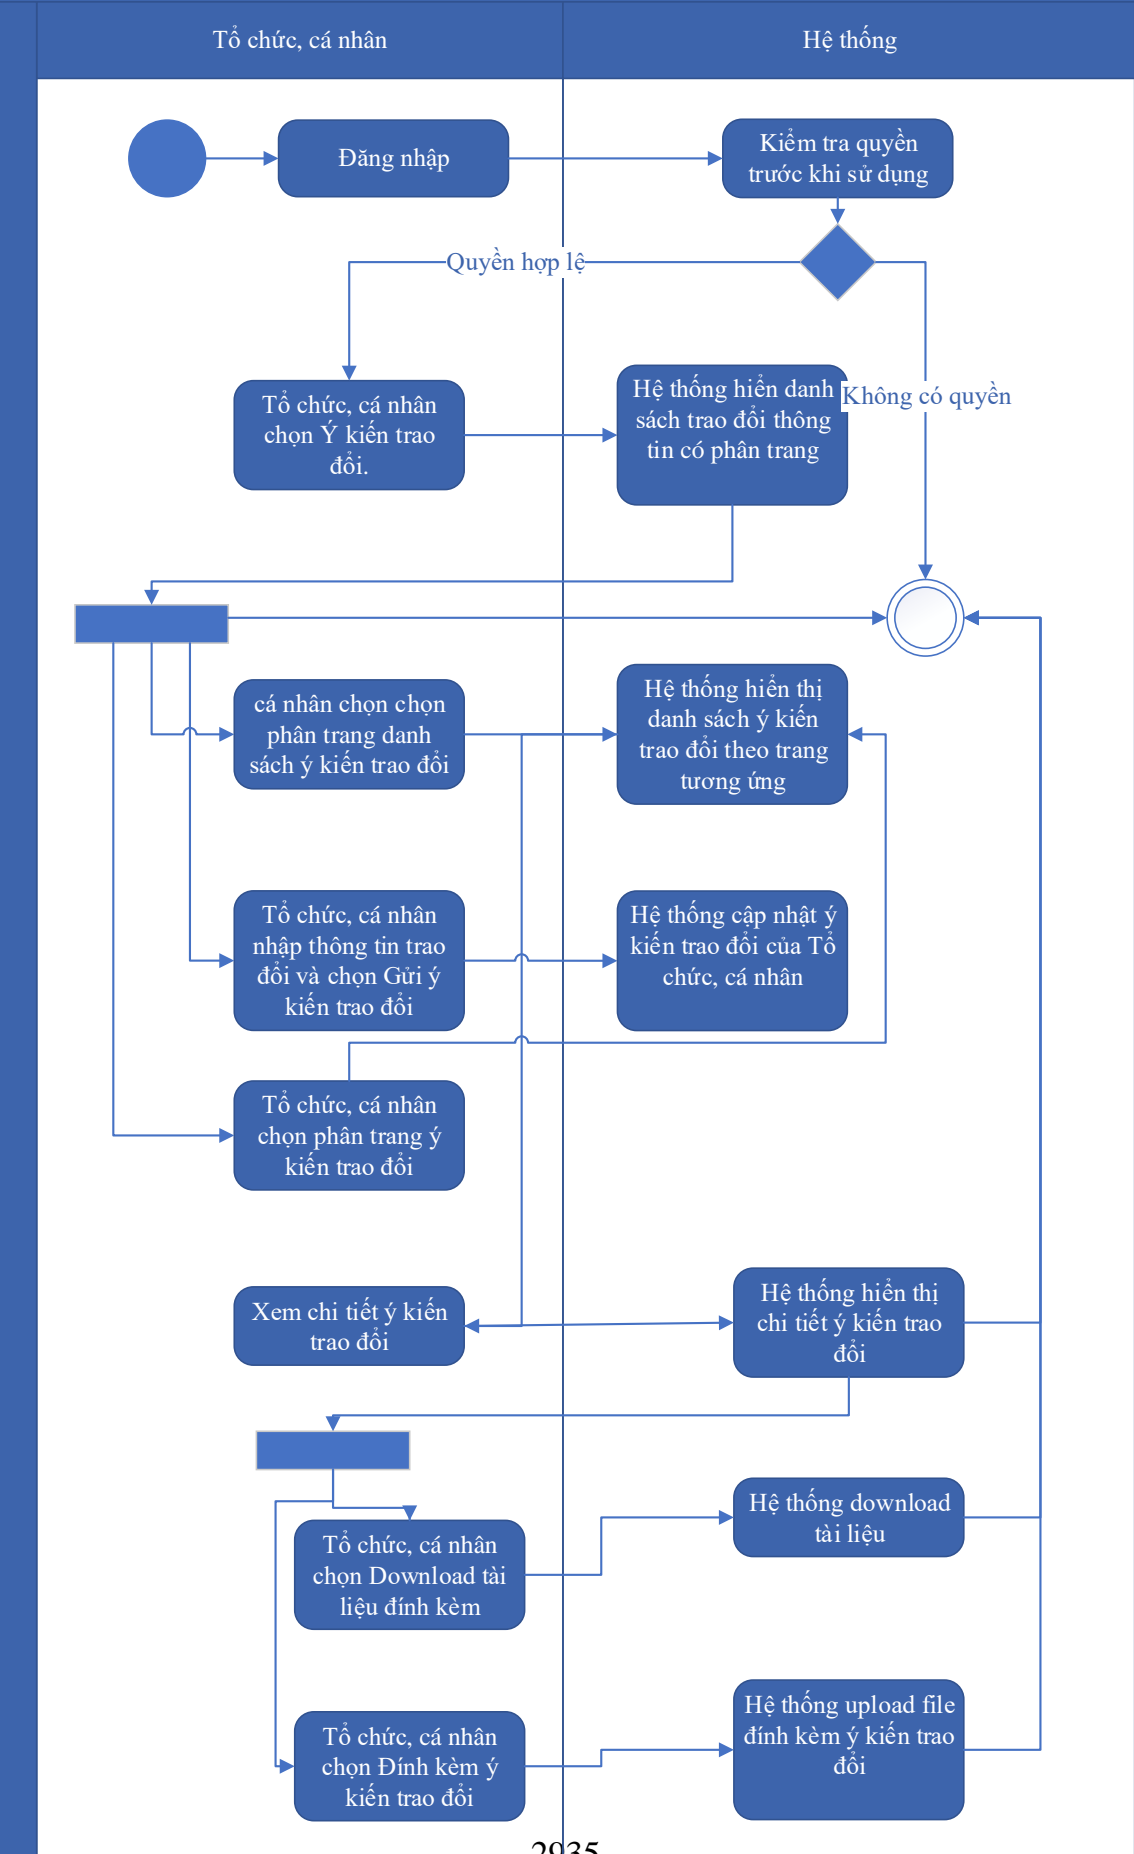 Tổ chức, cá nhân
Hệ thống
Đăng nhập
Kiểm tra quyền
trước khi sử dụng
Quyền hợp lệ
Không có quyền
Tổ chức, cá nhân
chọn Ý kiến trao
đổi.
Hệ thống hiển danh
sách trao đổi thông
tin có phân trang
cá nhân chọn chọn
phân trang danh
sách ý kiến trao đổi
Hệ thống hiển thị
danh sách ý kiến
trao đổi theo trang
tương ứng
Tổ chức, cá nhân
nhập thông tin trao
đổi và chọn Gửi ý
kiến trao đổi
Hệ thống cập nhật ý
kiến trao đổi của Tổ
chức, cá nhân
Tổ chức, cá nhân
chọn phân trang ý
kiến trao đổi
Xem chi tiết ý kiến
trao đổi
Hệ thống hiển thị
chi tiết ý kiến trao
đổi
Tổ chức, cá nhân
chọn Download tài
liệu đính kèm
Hệ thống download
tài liệu
Tổ chức, cá nhân
chọn Đính kèm ý
kiến trao đổi
Hệ thống upload file
đính kèm ý kiến trao
đổi
2935